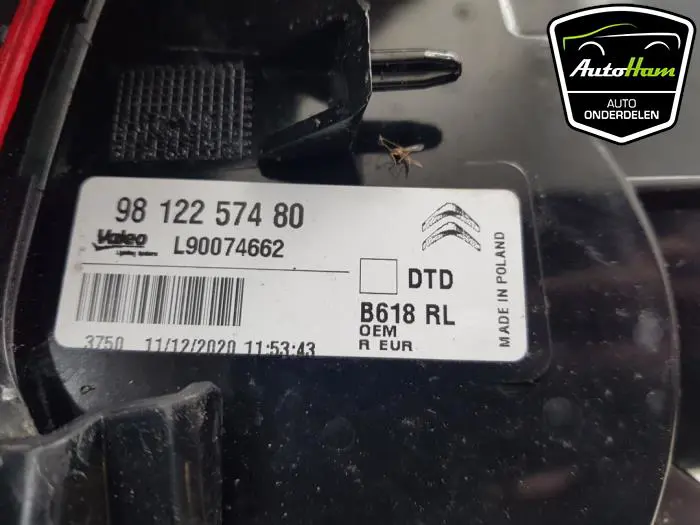 AutoHam
AUTO
ONDERDELEN
98 122 574 80
Valeo
L90074662
DTD
B618 RL
OEM
R EUR
MADE IN POLAND
3750 11/12/2020 11:53:43